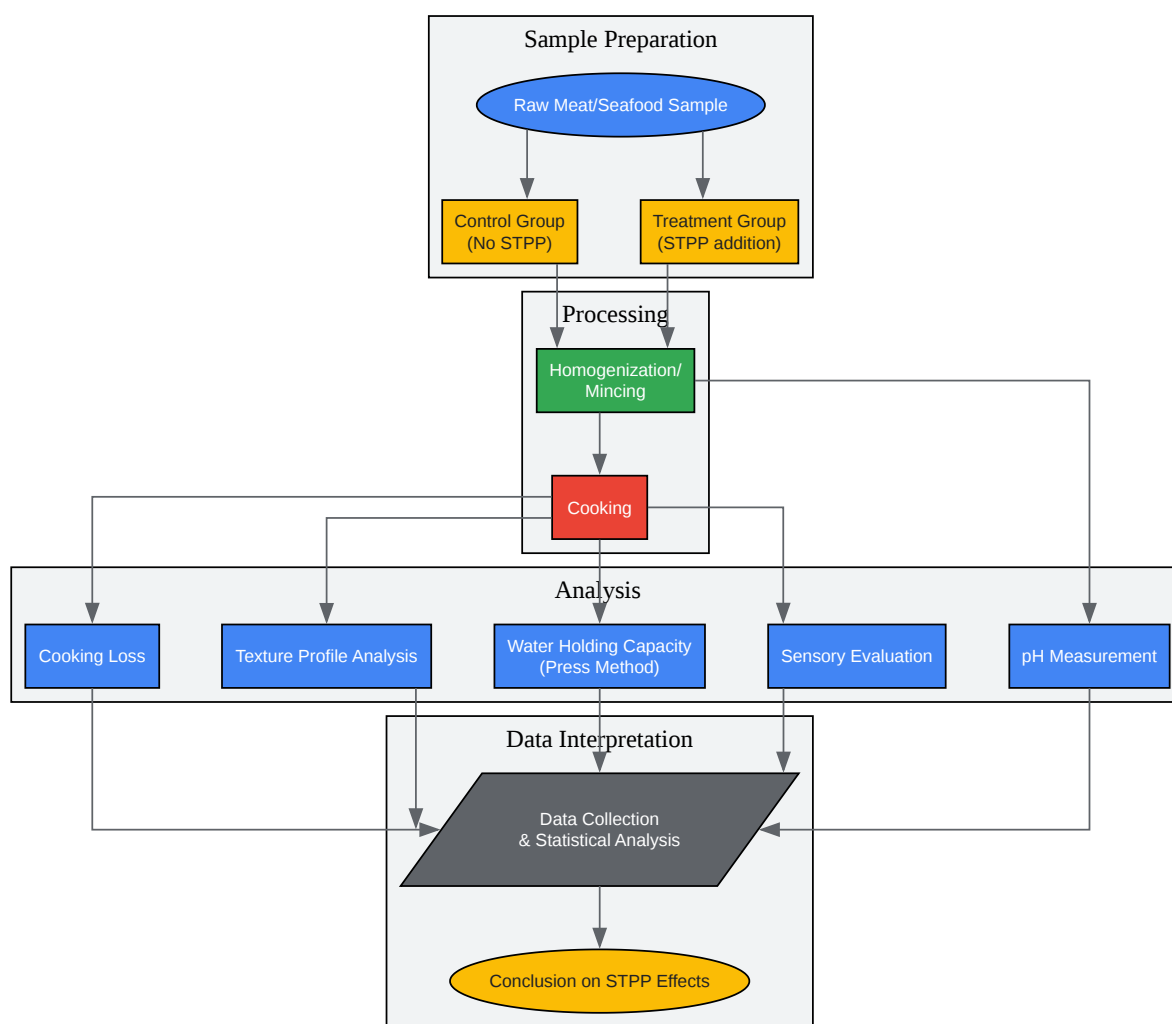 Sample Preparation
Raw Meat/Seafood Sample
Control Group
(No STPP)
Treatment Group
(STPP addition)
Processing
Homogenization/
Mincing
Cooking
Analysis
Cooking Loss
Texture Profile Analysis
Water Holding Capacity
(Press Method)
Sensory Evaluation
pH Measurement
Data Interpretation
Data Collection
& Statistical Analysis
Conclusion on STPP Effects